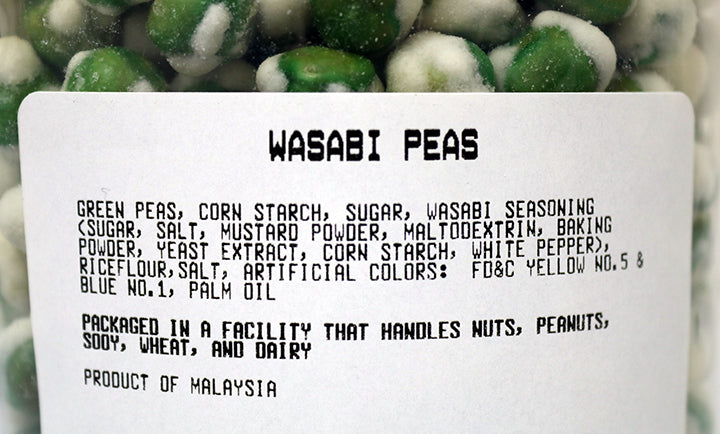 WASABI PEAS
GREEN PEAS, CORN STARCH, SUGAR, WASABI SEASONING
(SUGAR, SALT, MUSTARD POWDER, MALTODEXTRIN, BAKING
POWDER, YEAST EXTRACT, CORN STARCH, WHITE PEPPER),
RICEFLOUR, SALT, ARTIFICIAL COLORS: FD&C YELLOW NO.5 &
BLUE NO.1, PALM OIL
PACKAGED IN A FACILITY THAT HANDLES NUTS, PEANUTS,
SOOY, WHEAT, AND DAIRY
PRODUCT OF MALAYSIA